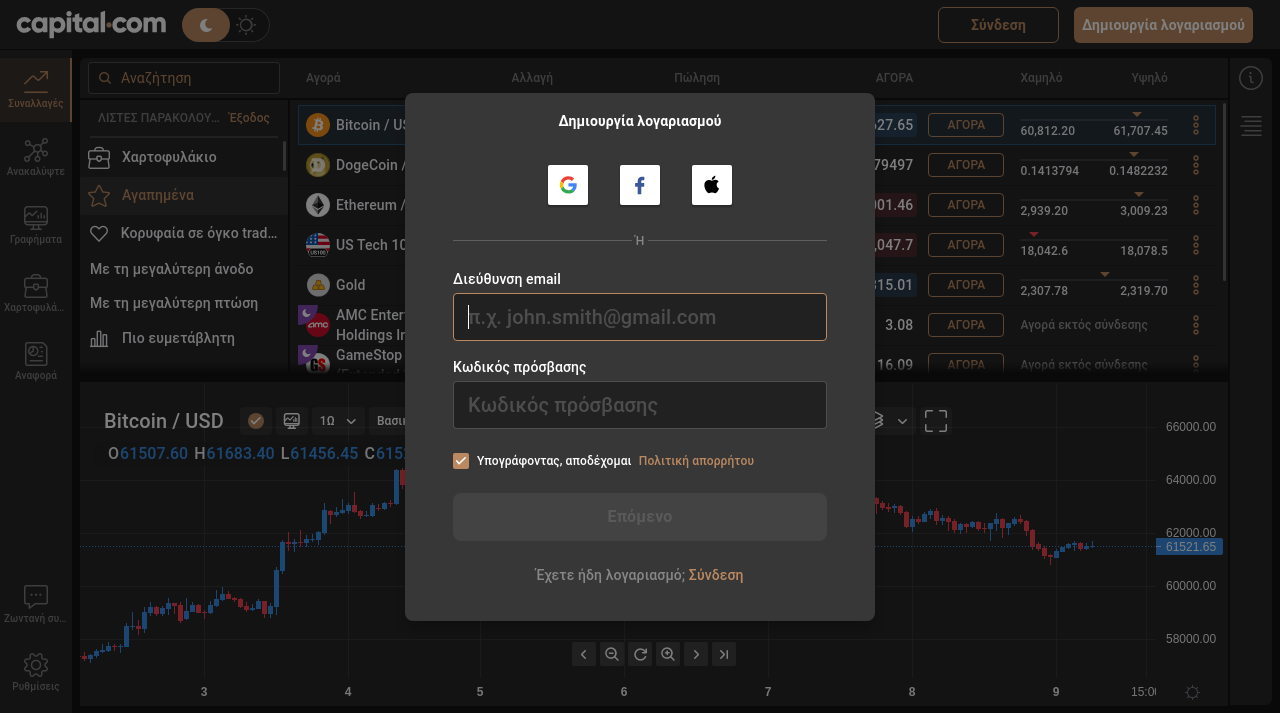 capital.com
Σύνδεση
Δημιουργία λογαριασμού
Συναλλαγές
Ανακαλύψτε
Γραφήματα
Χαρτοφυλά...
Αναφορά
Ζωντανή συ...
Ρυθμίσεις
Αναζήτηση
ΛΙΣΤΕΣ ΠΑΡΑΚΟΛΟΥ... Έξοδος
Χαρτοφυλάκιο
Αγαπημένα
Κορυφαία σε όγκο trad...
Με τη μεγαλύτερη άνοδο
Με τη μεγαλύτερη πτώση
Πιο ευμετάβλητη
Αγορά Αλλαγή Πώληση ΑΓΟΡΑ Χαμηλό Υψηλό
Bitcoin / US 627.65 ΑΓΟΡΑ 60,812.20 61,707.45
DogeCoin / 79497 ΑΓΟΡΑ 0.1413794 0.1482232
Ethereum / 01.46 ΑΓΟΡΑ 2,939.20 3,009.23
US100
US Tech 10 ,047.7 ΑΓΟΡΑ 18,042.6 18,078.5
Gold 315.01 ΑΓΟΡΑ 2,307.78 2,319.70
amc
AMC Enter
Holdings In 3.08 Αγορά εκτός σύνδεσης
GameStop 16.09 Αγορά εκτός σύνδεσης
Δημιουργία λογαριασμού
Ή
Διεύθυνση email
π.χ. john.smith@gmail.com
Κωδικός πρόσβασης
Κωδικός πρόσβασης
Υπογράφοντας, αποδέχομαι Πολιτική απορρήτου
Επόμενο
Έχετε ήδη λογαριασμό; Σύνδεση
Bitcoin / USD 1Ω Βασι
O61507.60 H61683.40 L61456.45 C6152
66000.00
64000.00
62000.00
61521.65
60000.00
58000.00
3 4 5 6 7 8 9 15:0